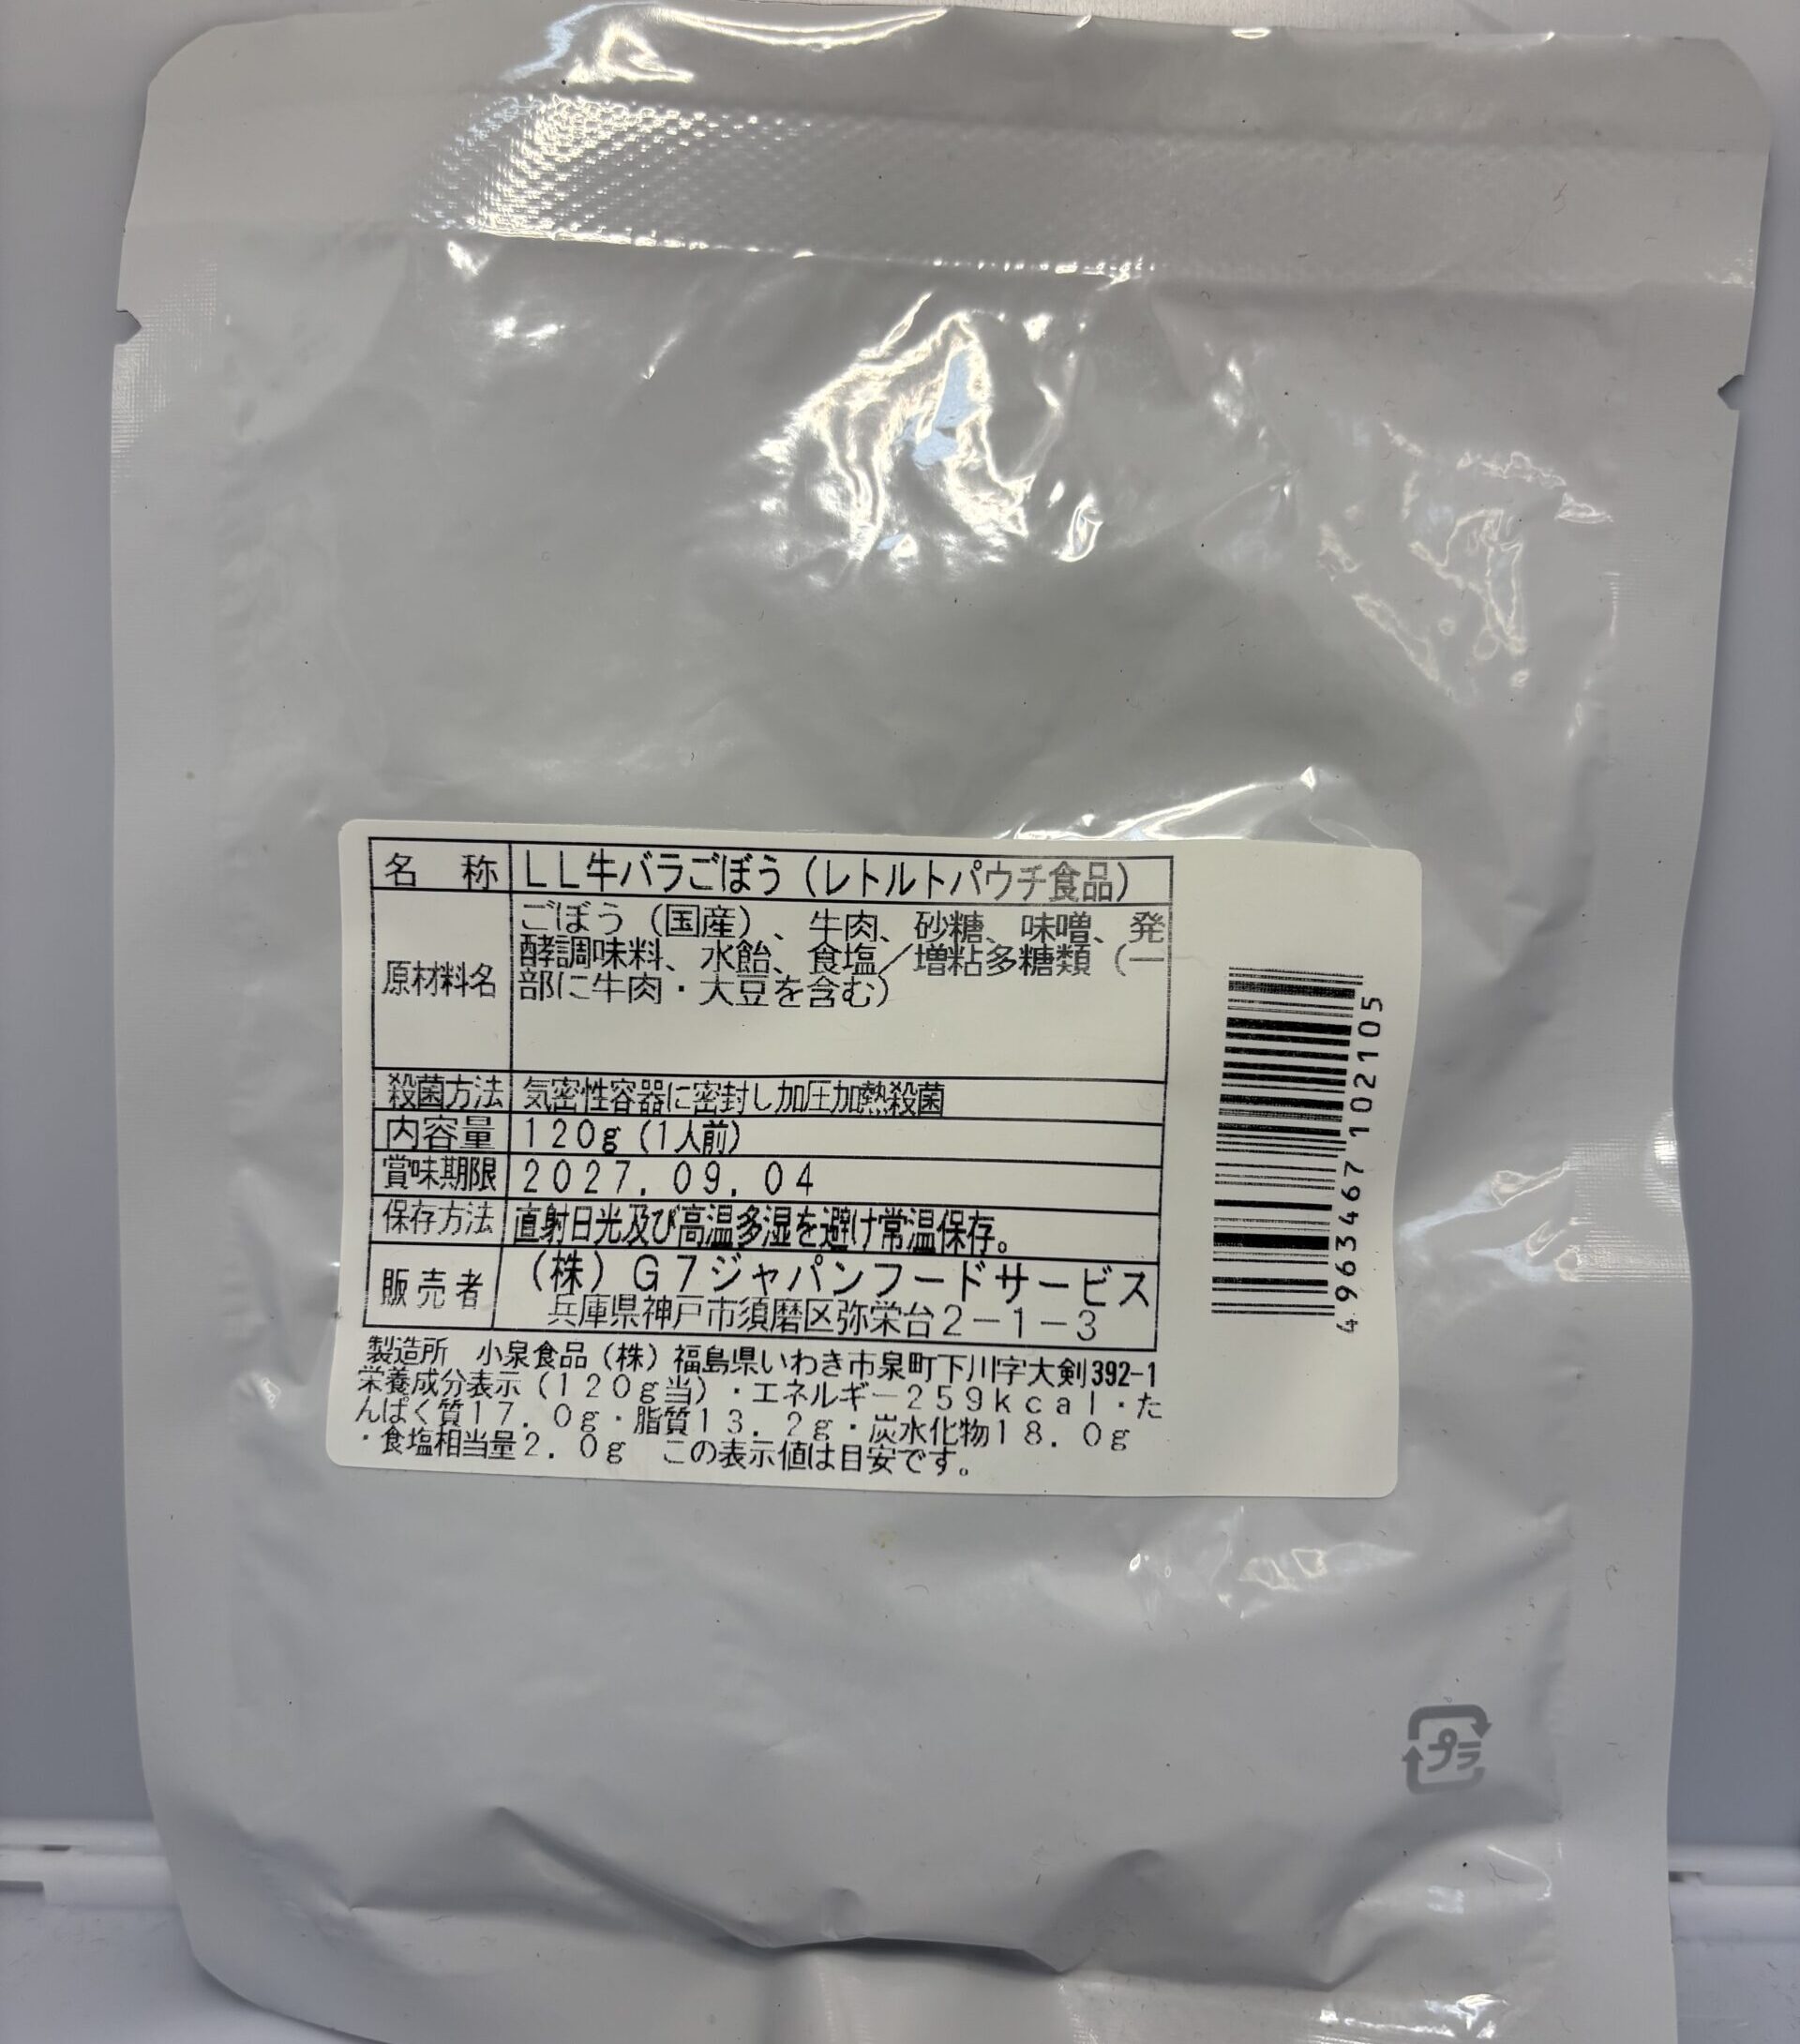 名 称 LL牛バラごぼう(レトルトパウチ食品)
原材料名 ごぼう(国産)、牛肉、砂糖、味噌、発
酵調味料、水飴、食塩/増粘多糖類(一
部に牛肉・大豆を含む)
殺菌方法 気密性容器に密封し加圧加熱殺菌
内容量 120g(1人前)
賞味期限 2027.09.04
保存方法 直射日光及び高温多湿を避け常温保存。
販売者 (株)G7ジャパンフードサービス
兵庫県神戸市須磨区弥栄台2-1-3
製造所 小泉食品(株)福島県いわき市泉町下川字大剣392-1
栄養成分表示(120g当)・エネルギー259kcal・た
んぱく質17.0g・脂質13.2g・炭水化物18.0g
・食塩相当量2.0g この表示値は目安です。
4963467102105
プラ